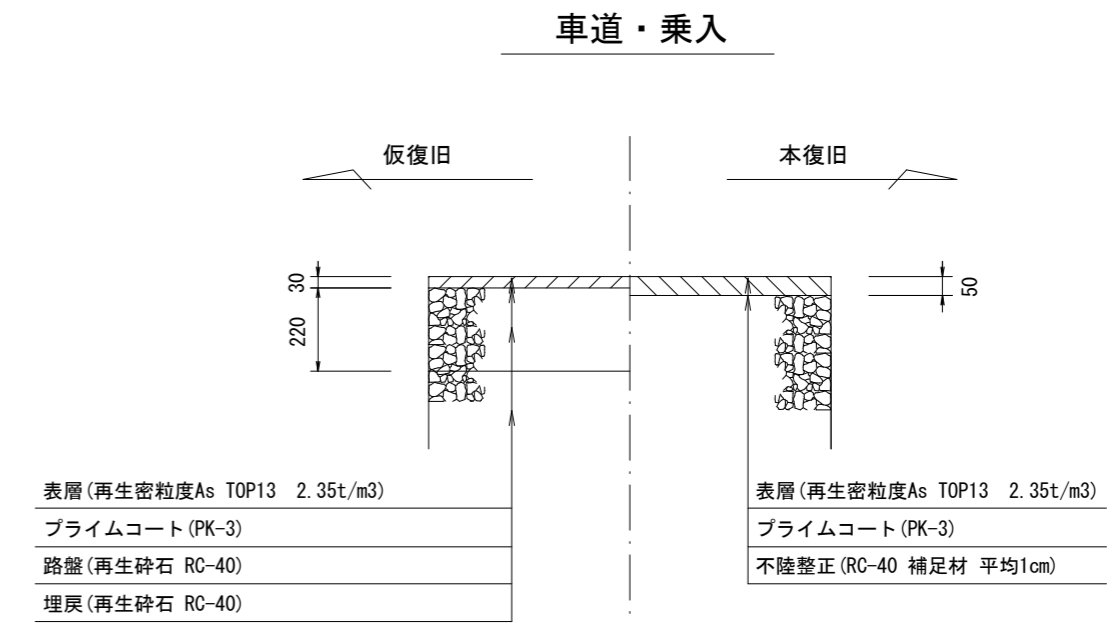 車道・乗入
仮復旧
本復旧
30
220
50
表層(再生密粒度As TOP13 2.35t/m3)
プライムコート(PK-3)
路盤(再生砕石 RC-40)
埋戻(再生砕石 RC-40)
表層(再生密粒度As TOP13 2.35t/m3)
プライムコート(PK-3)
不陸整正(RC-40 補足材 平均1cm)